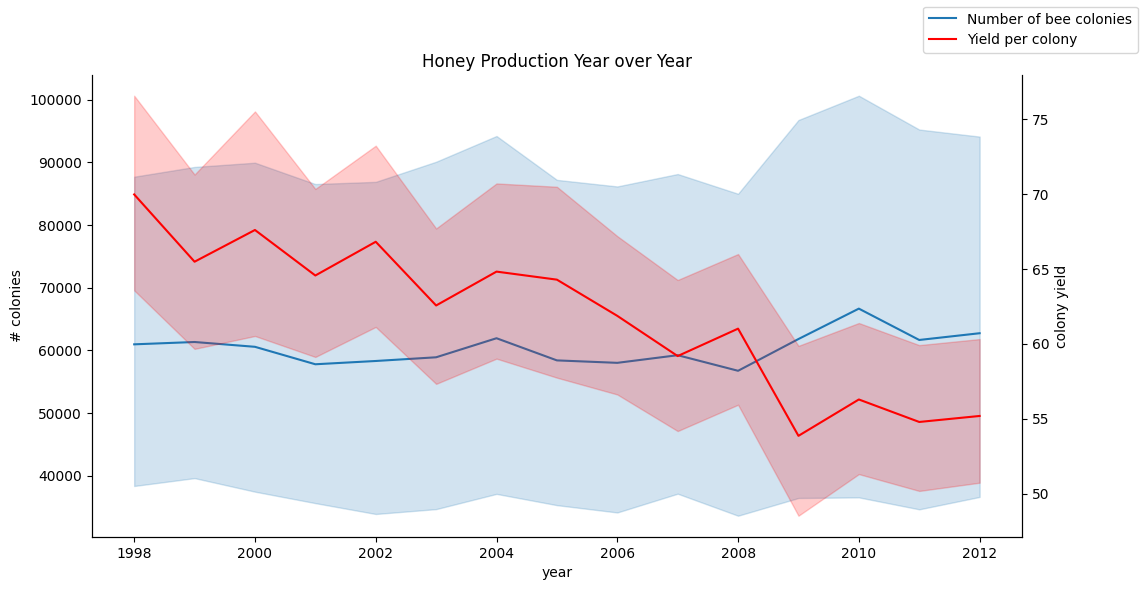 Number of bee colonies
Yield per colony
Honey Production Year over Year
100000
90000
80000
70000
60000
50000
40000
# colonies
75
70
65
60
55
50
colony yield
1998 2000 2002 2004 2006 2008 2010 2012
year